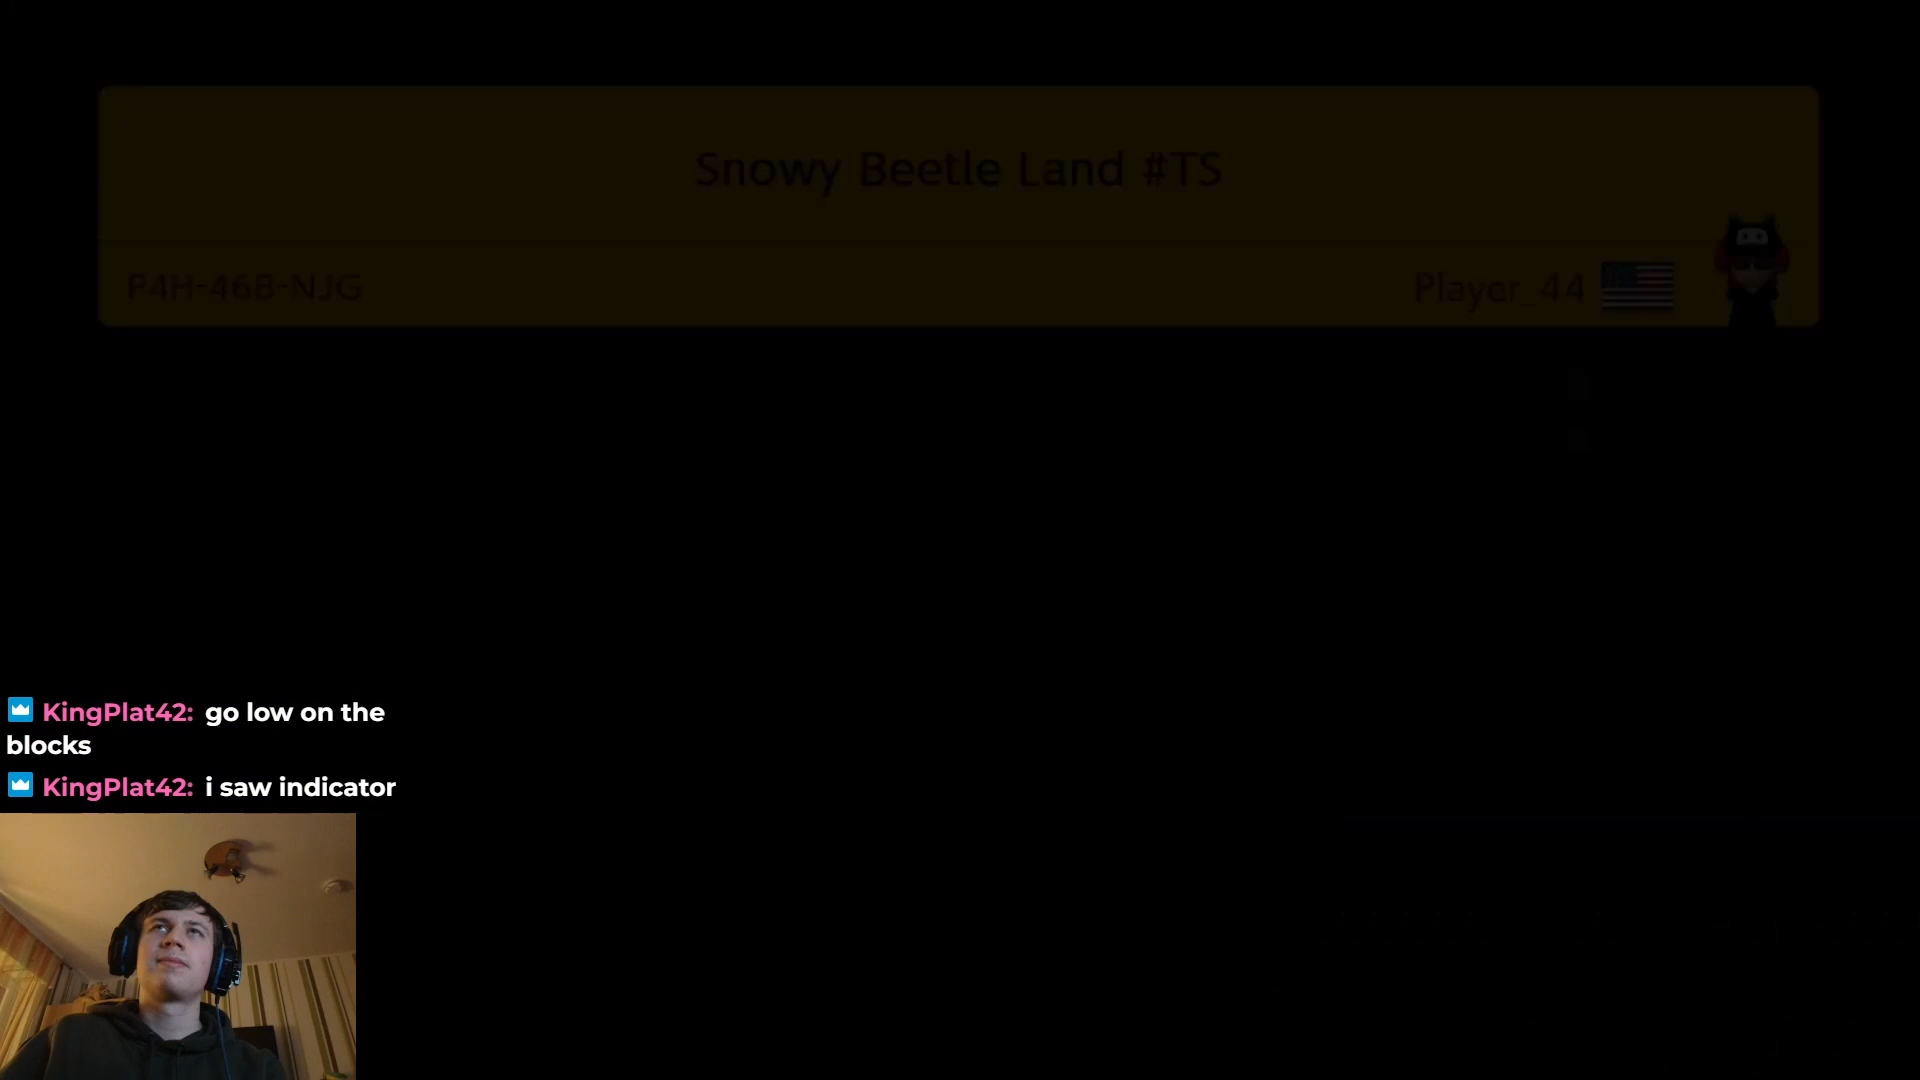 Snowy Beetle Land #TS
P4H-46B-NJG
Player_44
KingPlat42: go low on the
blocks
KingPlat42: i saw indicator